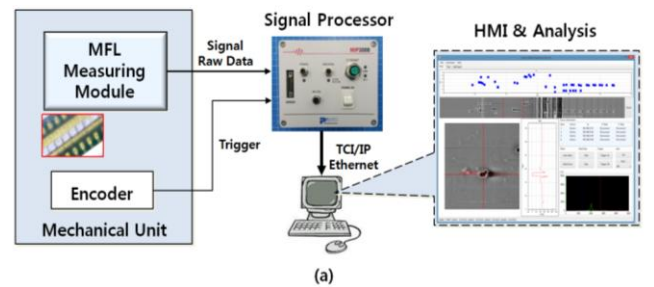 Signal Processor
HMI & Analysis
MFL
Measuring
Module
Signal
Raw Data
Trigger
TCI/IP
Ethernet
Encoder
Mechanical Unit
(a)